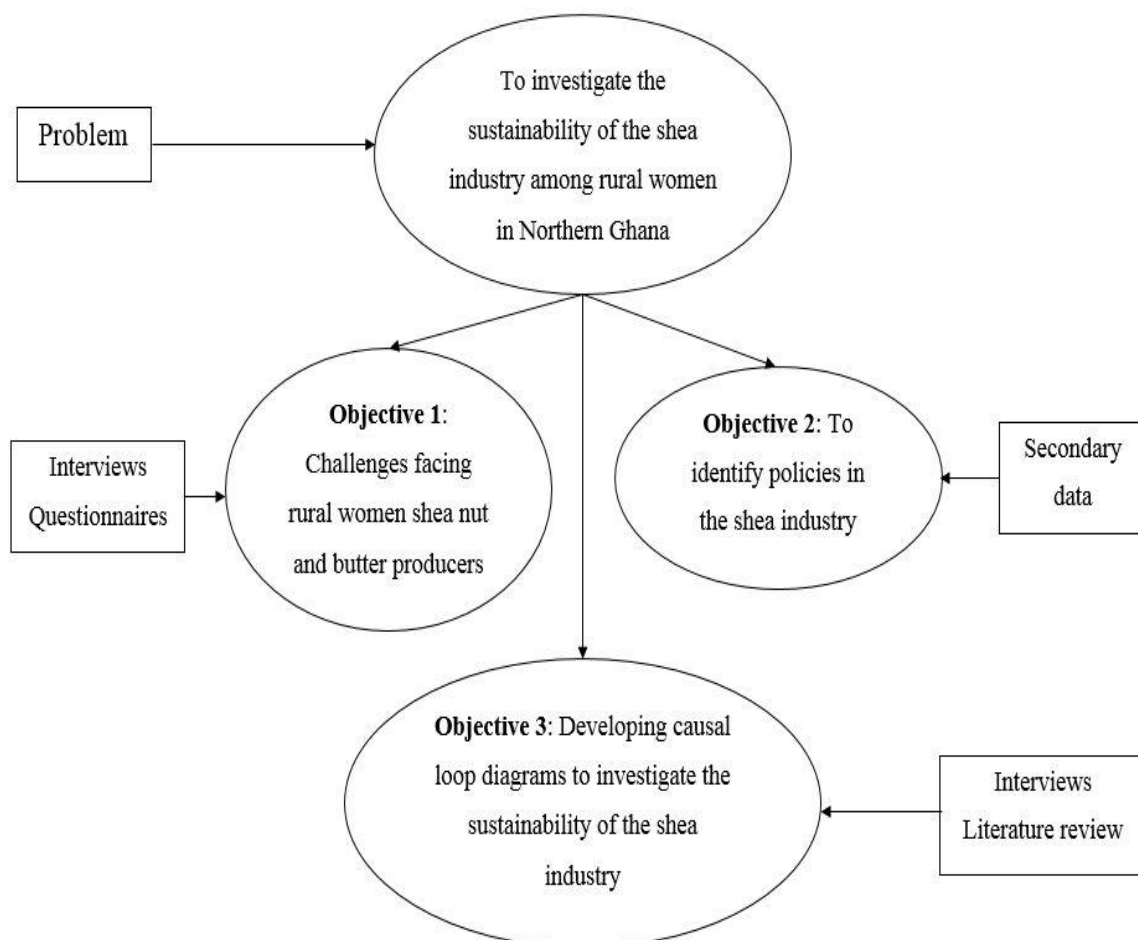 To investigate the
sustainability of the shea
industry among rural women
in Northern Ghana
Problem
Objective 1:
Challenges facing
rural women shea nut
and butter producers
Objective 2: To
identify policies in
the shea industry
Interviews
Questionnaires
Secondary
data
Objective 3: Developing causal
loop diagrams to investigate the
sustainability of the shea
industry
Interviews
Literature review